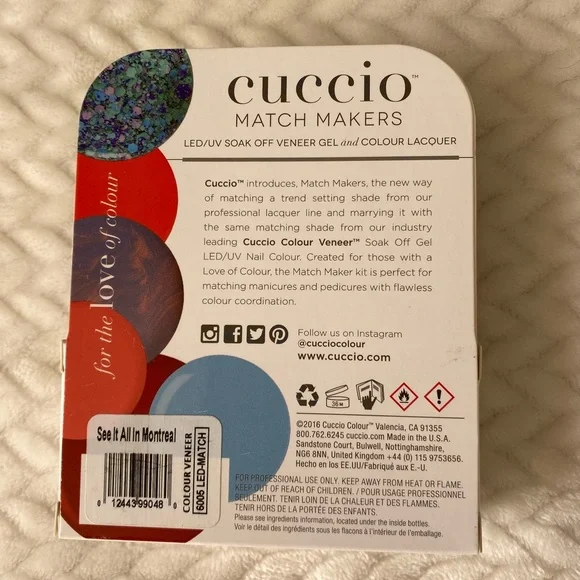 cuccio™
MATCH MAKERS
LED/UV SOAK OFF VENEER GEL and COLOUR LACQUER
for the love of colour
Cuccio™ introduces, Match Makers, the new way
of matching a trend setting shade from our
professional lacquer line and marrying it with
the same matching shade from our industry
leading Cuccio Colour Veneer™ Soak Off Gel
LED/UV Nail Colour. Created for those with a
Love of Colour, the Match Maker kit is perfect for
matching manicures and pedicures with flawless
colour coordination.
Follow us on Instagram
@cucciocolour
www.cuccio.com
36 M
©2016 Cuccio Colour™ Valencia, CA 91355
800.762.6245 cuccio.com Made in the U.S.A.
Sandstone Court, Bulwell, Nottinghamshire,
NG6 8NN, United Kingdom +44 (0) 115 9753656.
Hecho en los EE.UU/Fabriqué aux E.-U.
See It All in Montreal
0 12443 99048 0
COLOUR VENEER
6005 LED-MATCH
FOR PROFESSIONAL USE ONLY. KEEP AWAY FROM HEAT OR FLAME.
KEEP OUT OF REACH OF CHILDREN. / POUR USAGE PROFESSIONNEL
SEULEMENT. TENIR LOIN DE LA CHALEUR ET DES FLAMMES.
TENIR HORS DE LA PORTÉE DES ENFANTS.
Please see ingredients information, located under the inside bottles.
Voir le détail des ingrédients sous les flacons à l'intérieur de l'emballage.